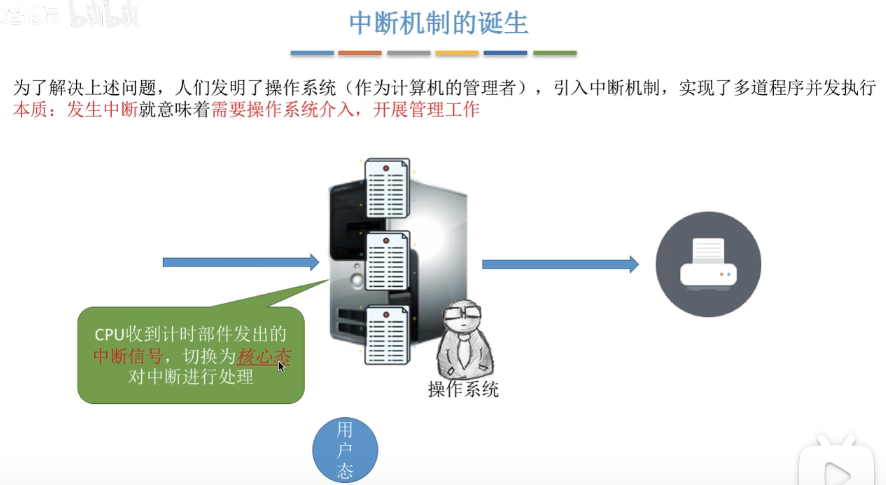 bilibili
中断机制的诞生
为了解决上述问题，人们发明了操作系统（作为计算机的管理者），引入中断机制，实现了多道程序并发执行
本质：发生中断就意味着需要操作系统介入，开展管理工作
CPU收到计时部件发出的
中断信号，切换为核心态
对中断进行处理
操作系统
用
户
态